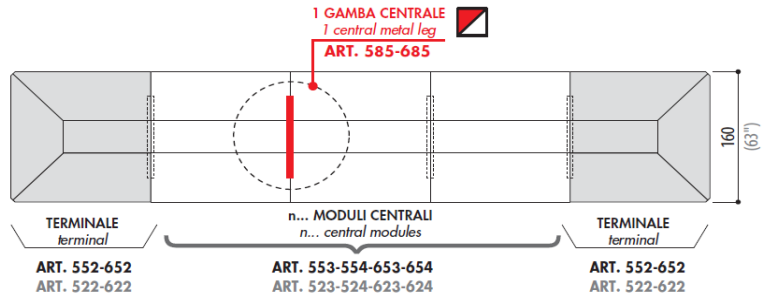 1 GAMBA CENTRALE
1 central metal leg
ART. 585-685
160
(63")
TERMINALE
terminal
ART. 552-652
ART. 522-622
n... MODULI CENTRALI
n... central modules
ART. 553-554-653-654
ART. 523-524-623-624
TERMINALE
terminal
ART. 552-652
ART. 522-622